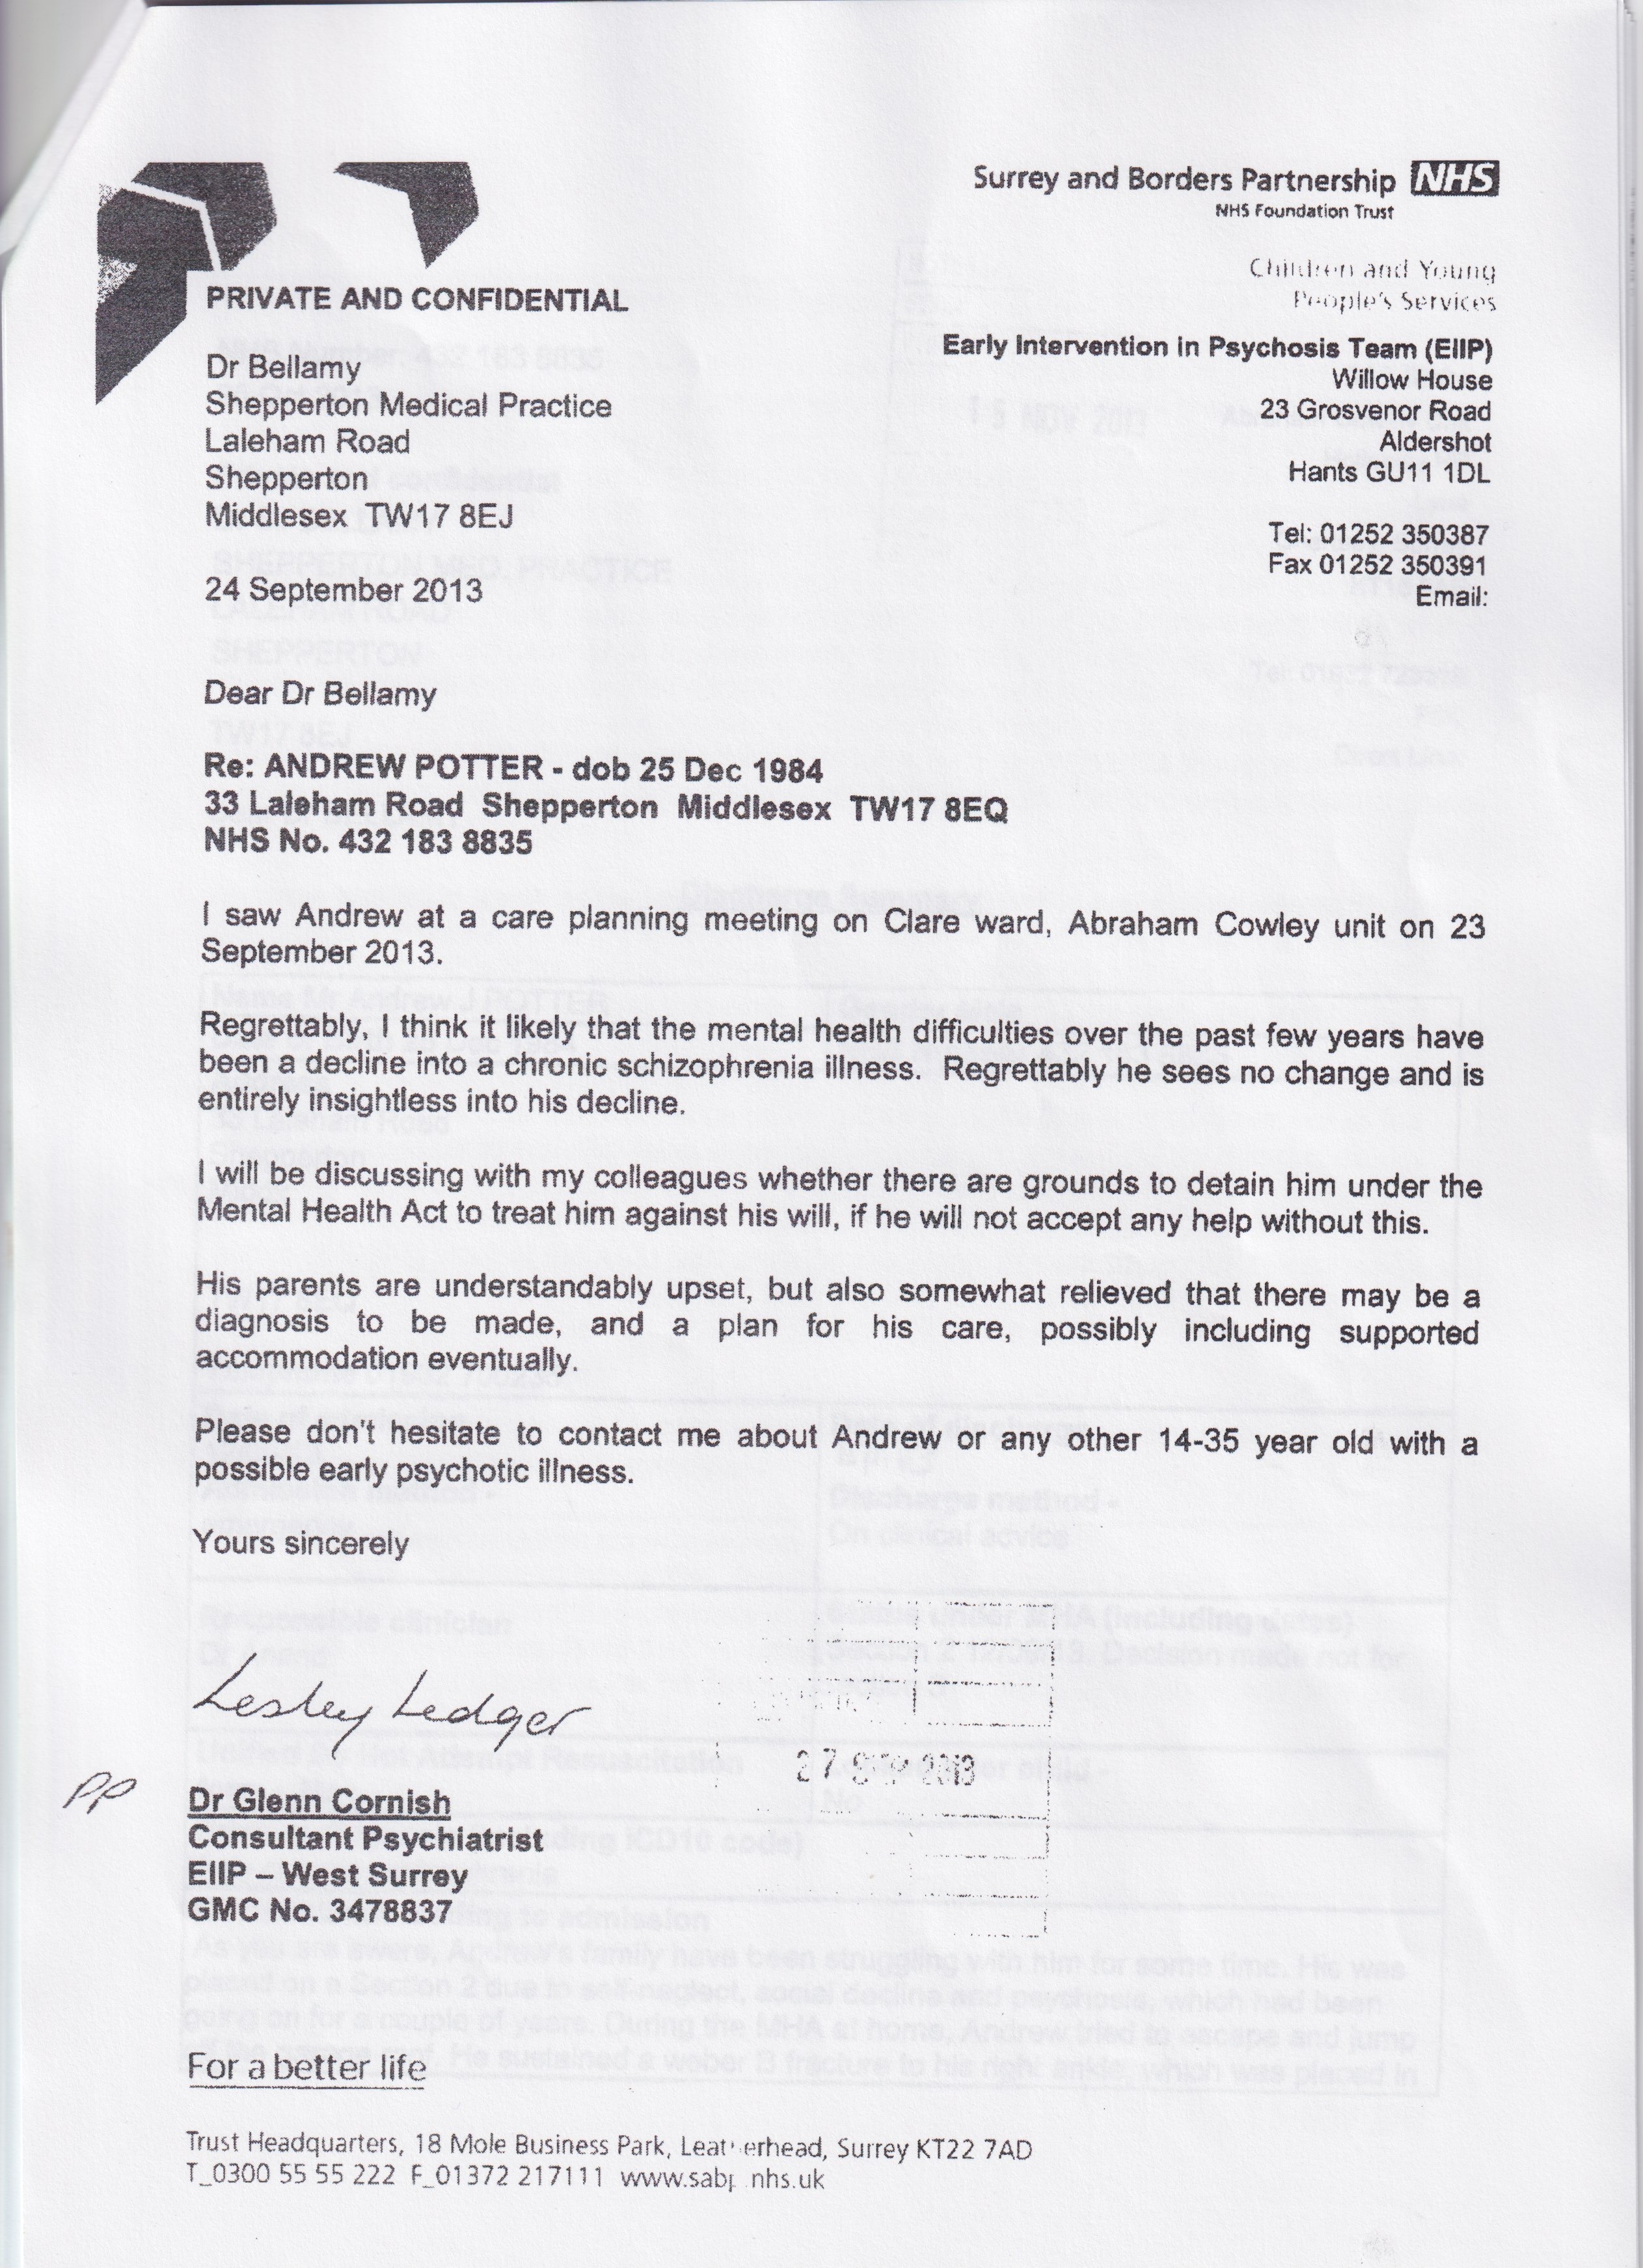 Surrey and Borders Partnership NHS
NHS Foundation Trust
Children and Young
People's Services
PRIVATE AND CONFIDENTIAL
Dr Bellamy
Shepperton Medical Practice
Laleham Road
Shepperton
Middlesex TW17 8EJ
24 September 2013
Early Intervention in Psychosis Team (EIIP)
Willow House
23 Grosvenor Road
Aldershot
Hants GU11 1DL
Tel: 01252 350387
Fax 01252 350391
Email:
Dear Dr Bellamy
Re: ANDREW POTTER - dob 25 Dec 1984
33 Laleham Road Shepperton Middlesex TW17 8EQ
NHS No. 432 183 8835
I saw Andrew at a care planning meeting on Clare ward, Abraham Cowley unit on 23
September 2013.
Regrettably, I think it likely that the mental health difficulties over the past few years have
been a decline into a chronic schizophrenia illness. Regrettably he sees no change and is
entirely insightless into his decline.
I will be discussing with my colleagues whether there are grounds to detain him under the
Mental Health Act to treat him against his will, if he will not accept any help without this.
His parents are understandably upset, but also somewhat relieved that there may be a
diagnosis to be made, and a plan for his care, possibly including supported
accommodation eventually.
Please don't hesitate to contact me about Andrew or any other 14-35 year old with a
possible early psychotic illness.
Yours sincerely
Lesley Ledger
27 SEP 2013
PP
Dr Glenn Cornish
Consultant Psychiatrist
EIIP – West Surrey
GMC No. 3478837
For a better life
Trust Headquarters, 18 Mole Business Park, Leatherhead, Surrey KT22 7AD
T_0300 55 55 222 F_01372 217111 www.sabp.nhs.uk